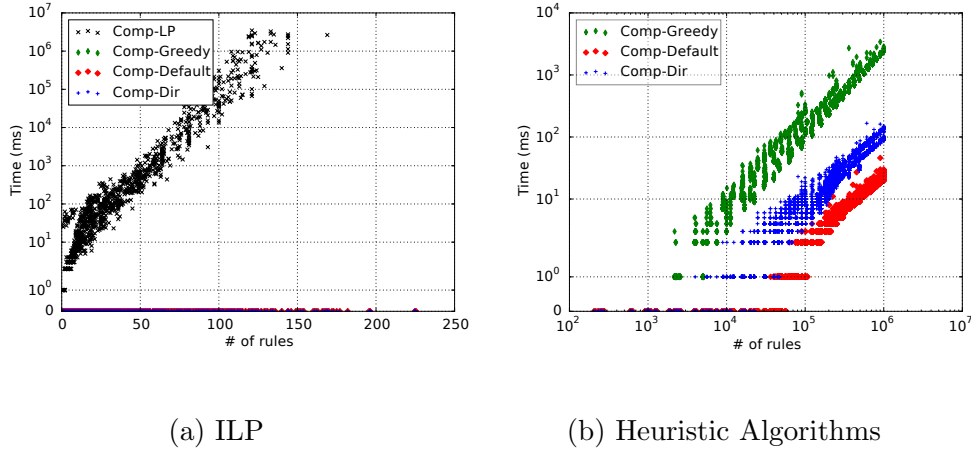 10^7
10^6
10^5
10^4
10^3
10^2
10^1
10^0
0
Time (ms)
Comp-LP
Comp-Greedy
Comp-Default
Comp-Dir
0 50 100 150 200 250
# of rules
(a) ILP
10^4
10^3
10^2
10^1
10^0
0
Time (ms)
Comp-Greedy
Comp-Default
Comp-Dir
10^2 10^3 10^4 10^5 10^6 10^7
# of rules
(b) Heuristic Algorithms